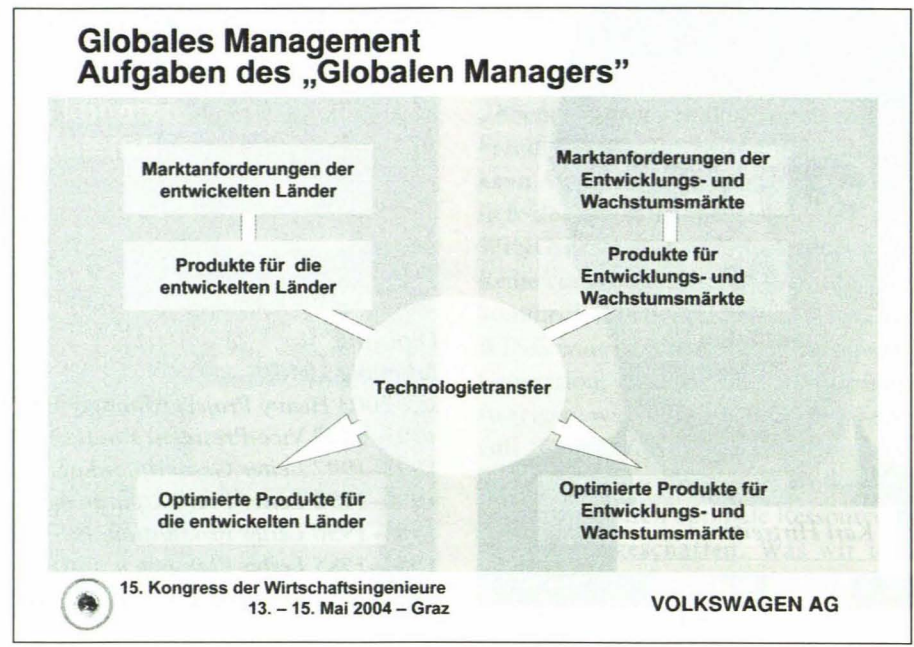 Globales Management
Aufgaben des „Globalen Managers”
Marktanforderungen der
entwickelten Länder
Marktanforderungen der
Entwicklungs- und
Wachstumsmärkte
Produkte für die
entwickelten Länder
Produkte für
Entwicklungs- und
Wachstumsmärkte
Technologietransfer
Optimierte Produkte für
die entwickelten Länder
Optimierte Produkte für
Entwicklungs- und
Wachstumsmärkte
15. Kongress der Wirtschaftsingenieure
13. – 15. Mai 2004 – Graz
VOLKSWAGEN AG